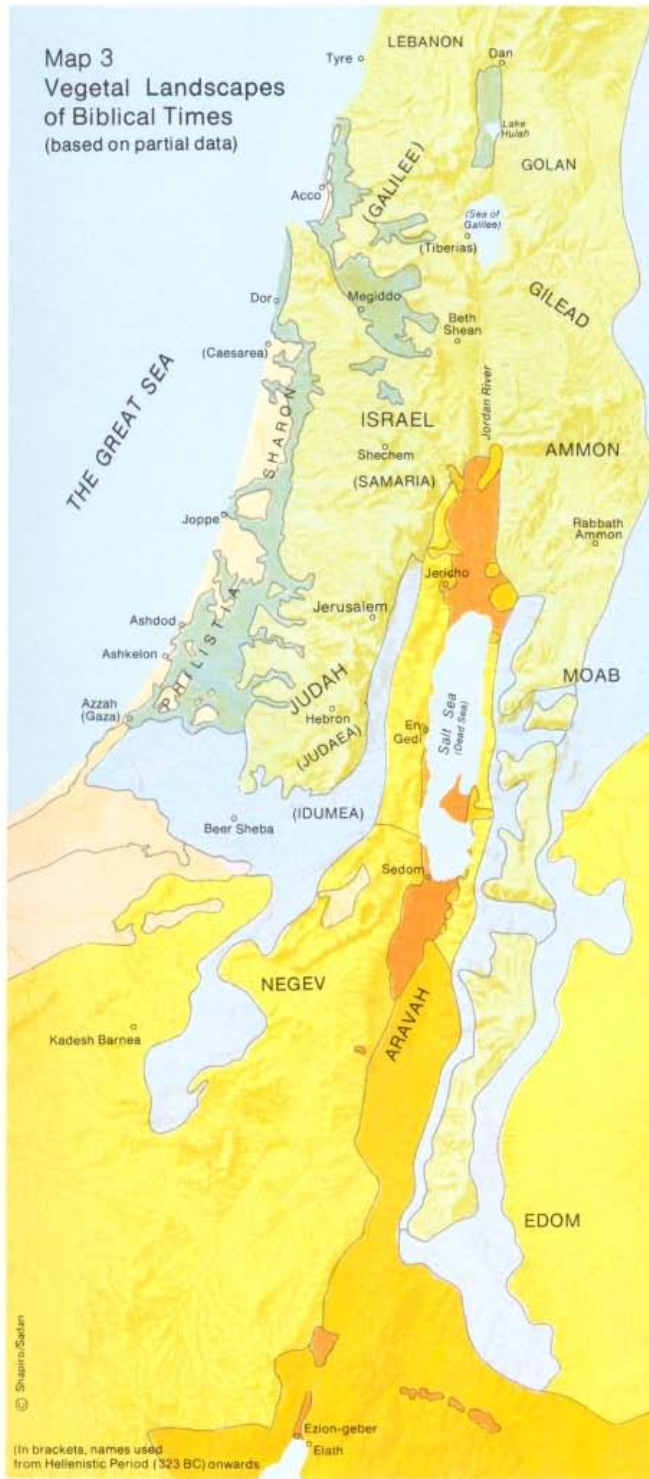 Map 3
Vegetal Landscapes
of Biblical Times
(based on partial data)
LEBANON
Tyre
Dan
Lake
Hulah
GOLAN
Acco
(GALILEE)
(Sea of
Galilee)
(Tiberias)
Dor
Megiddo
GILEAD
Beth
Shean
(Caesarea)
THE GREAT SEA
SHARON
ISRAEL
Jordan River
Shechem
AMMON
(SAMARIA)
Joppe
Rabbath
Ammon
Jericho
Ashdod
Jerusalem
PHILISTIA
Ashkelon
MOAB
JUDAH
Azzah
(Gaza)
Hebron
(JUDAEA)
En
Gedi
Salt Sea
(Dead Sea)
(IDUMEA)
Beer Sheba
Sedom
NEGEV
ARAVAH
Kadesh Barnea
EDOM
© Shapiro/Sadan
Ezion-geber
Elath
(In brackets, names used
from Hellenistic Period (323 BC) onwards